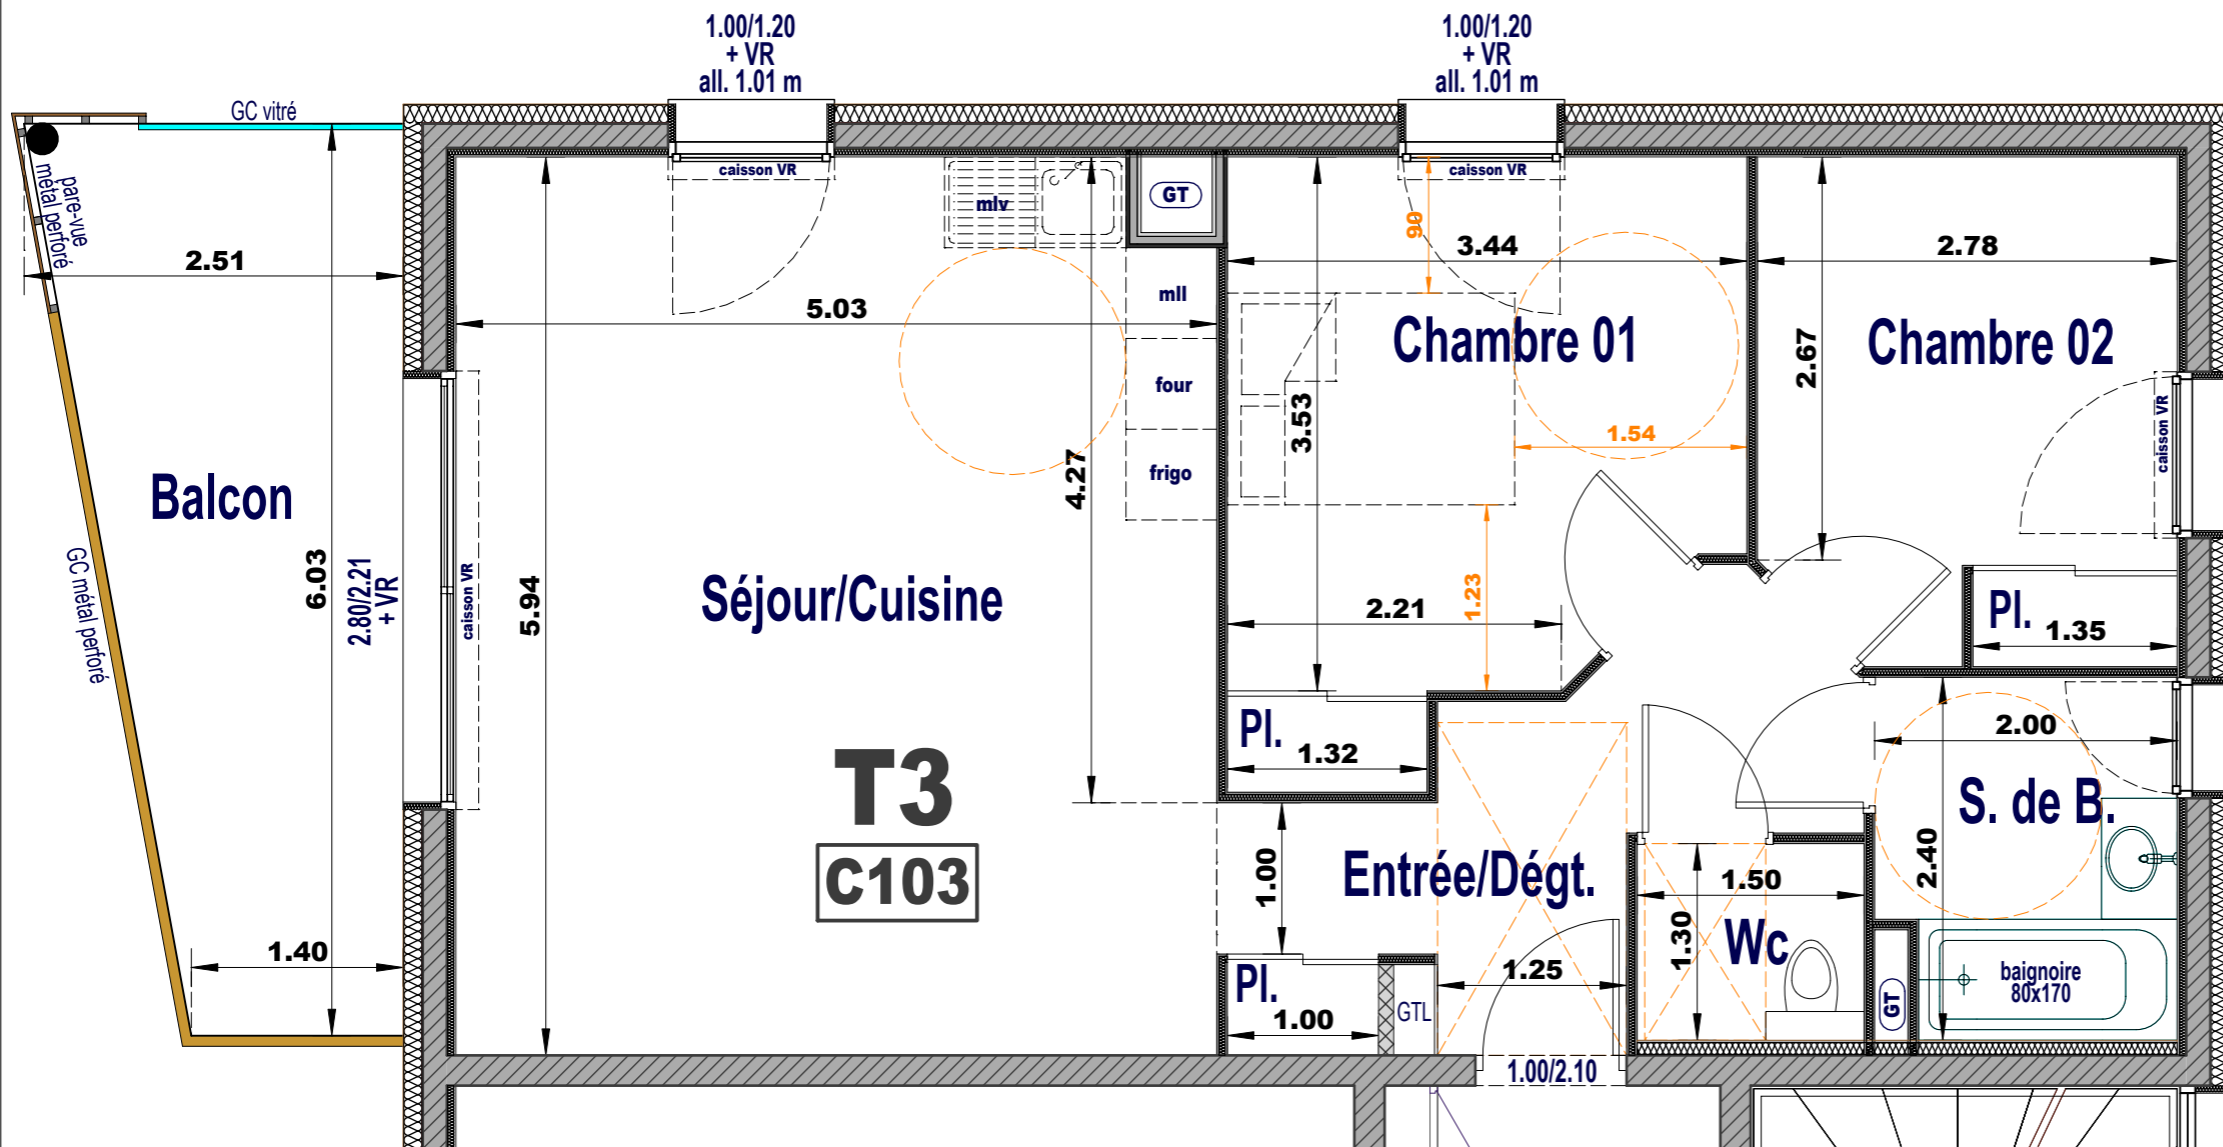 1.00/1.20
+ VR
all. 1.01 m
1.00/1.20
+ VR
all. 1.01 m
GC vitré
pare-vue
métal perforé
caisson VR
caisson VR
mlv
GT
90
2.51
3.44
2.78
5.03
mll
Chambre 01
Chambre 02
2.67
four
3.53
1.54
caisson VR
4.27
frigo
Balcon
6.03
2.80/2.21
+ VR
caisson VR
5.94
GC métal perforé
Séjour/Cuisine
2.21
1.23
Pl.
1.35
Pl.
1.32
2.00
T3
C103
S. de B.
2.40
1.00
Entrée/Dégt.
1.50
1.30
Wc
1.40
Pl.
1.00
GTL
1.25
GT
baignoire
80x170
1.00/2.10